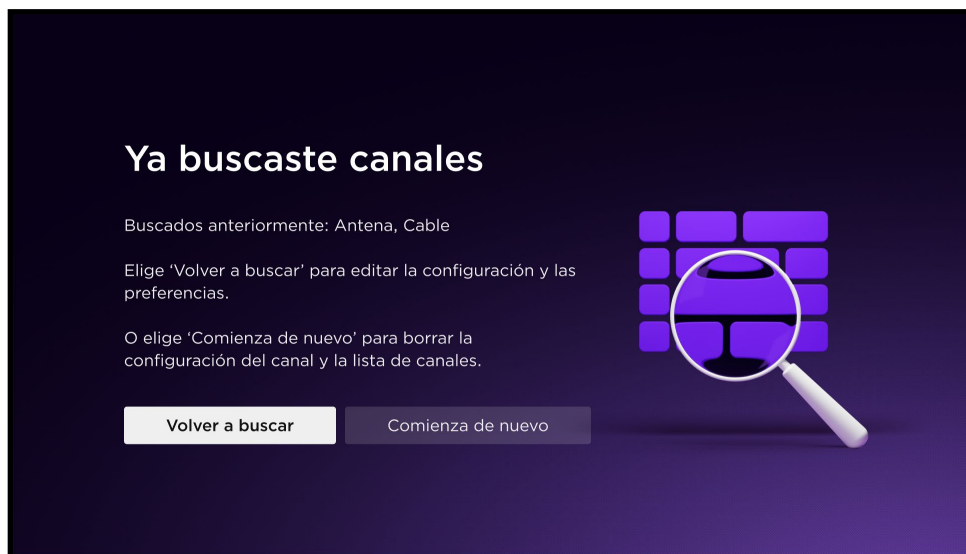 Ya buscaste canales
Buscados anteriormente: Antena, Cable
Elige ‘Volver a buscar’ para editar la configuración y las
preferencias.
O elige ‘Comienza de nuevo’ para borrar la
configuración del canal y la lista de canales.
Volver a buscar
Comienza de nuevo